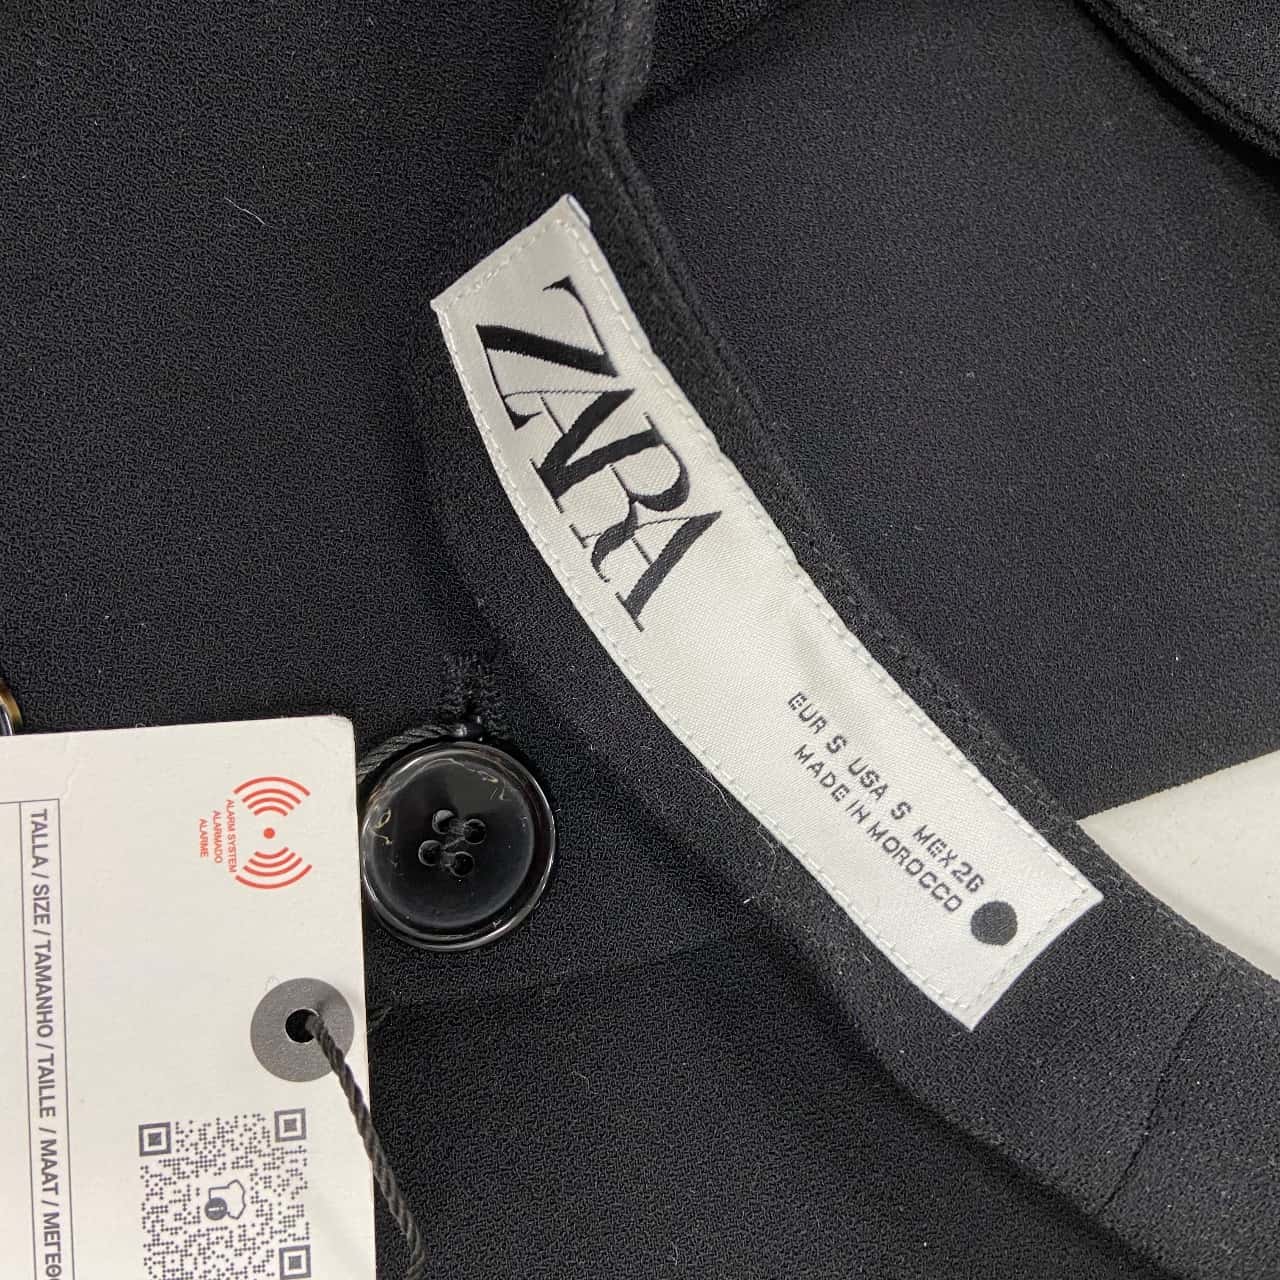 ZARA
EUR S USA S MEX 26
MADE IN MOROCCO
ALARM SYSTEM
ALARMADO
ALARME
TALLA / SIZE / TAMANHO / TAILLE / MAAT / ΜΕΓΕΘ